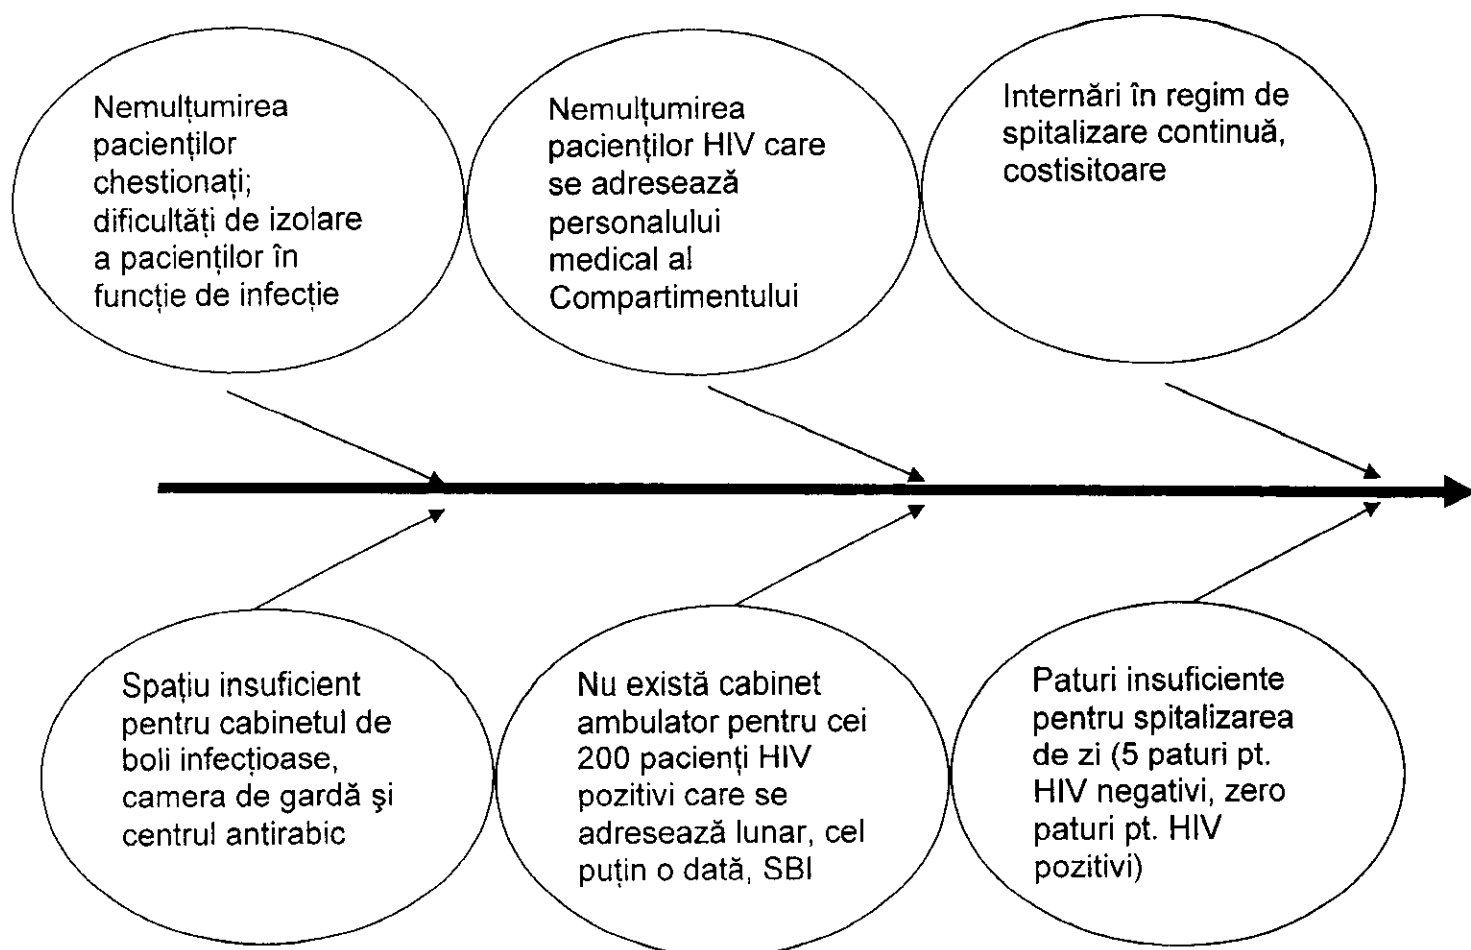 Nemulțumirea
pacienților
chestionați;
dificultăți de izolare
a pacienților în
funcție de infecție
Nemulțumirea
pacienților HIV care
se adresează
personalului
medical al
Compartimentului
Internări în regim de
spitalizare continuă,
costisitoare
Spațiu insuficient
pentru cabinetul de
boli infecțioase,
camera de gardă şi
centrul antirabic
Nu există cabinet
ambulator pentru cei
200 pacienți HIV
pozitivi care se
adresează lunar, cel
puțin o dată, SBI
Paturi insuficiente
pentru spitalizarea
de zi (5 paturi pt.
HIV negativi, zero
paturi pt. HIV
pozitivi)